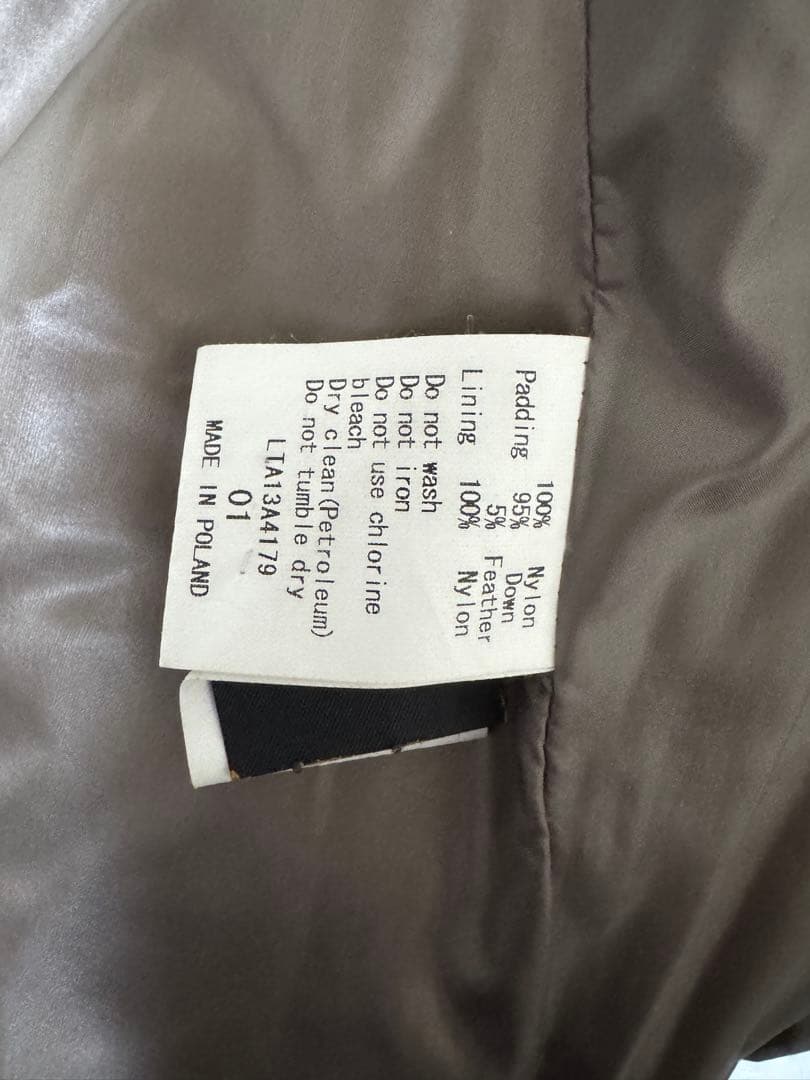 100% Nylon
Padding 95% Down
5% Feather
Lining 100% Nylon
Do not wash
Do not iron
Do not use chlorine
bleach
Dry clean(Petroleum)
Do not tumble dry
LTA13A4179
01
MADE IN POLAND